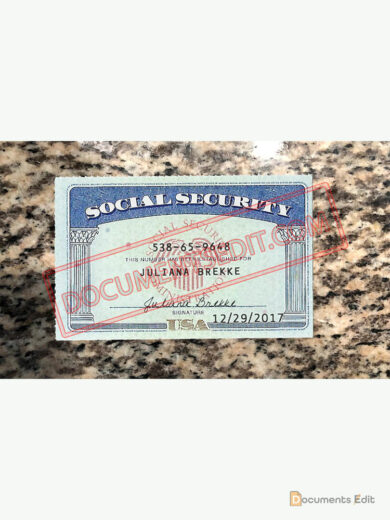 SOCIAL SECURITY
538-65-9648
THIS NUMBER HAS BEEN ESTABLISHED FOR
JULIANA BREKKE
DOCUMENTSEDIT.COM
Juliana Brekke
SIGNATURE
USA
12/29/2017
Documents Edit